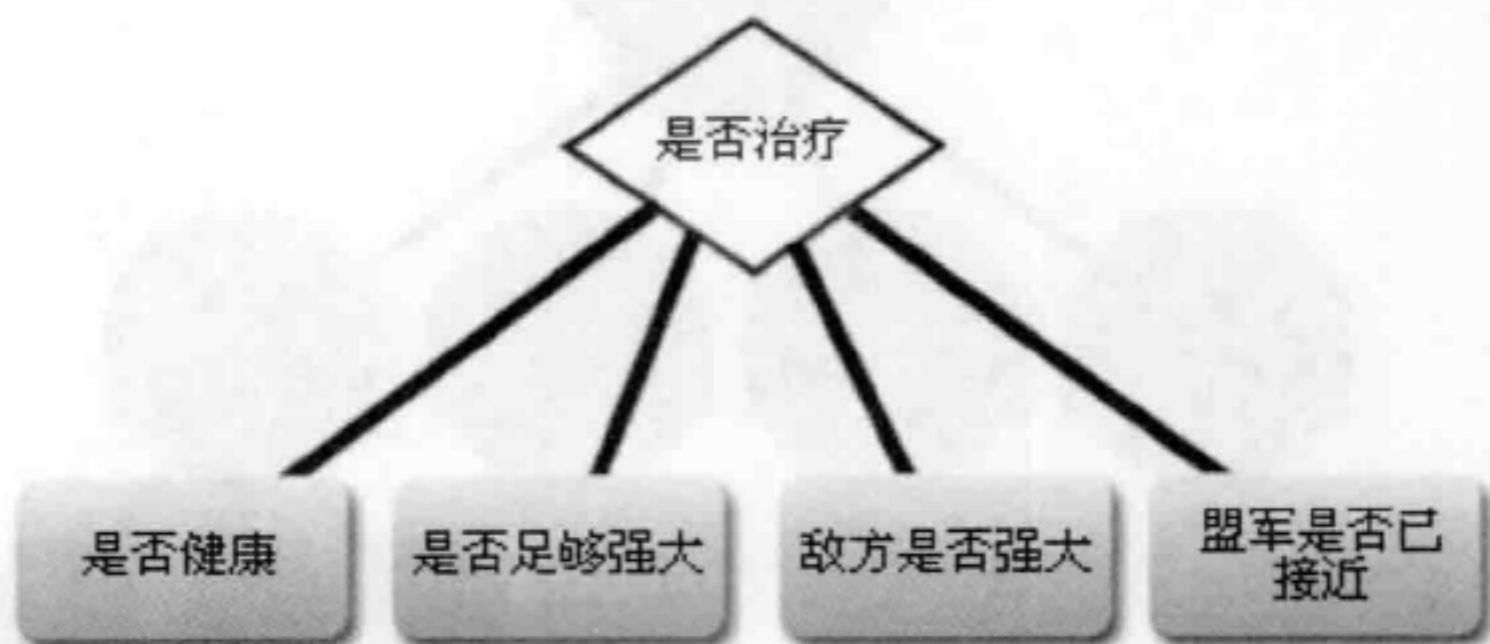 是否治疗
是否健康
是否足够强大
敌方是否强大
盟军是否已
接近